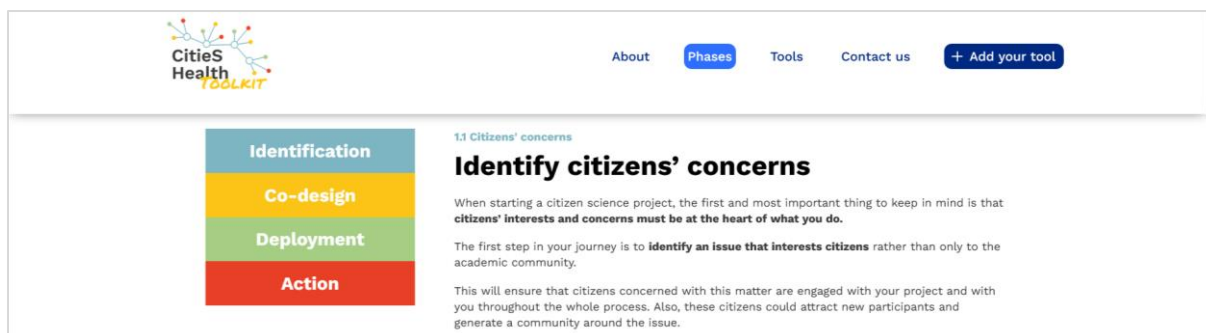 CitieS
Health
TOOLKIT
About Phases Tools Contact us + Add your tool
Identification
Co-design
Deployment
Action
1.1 Citizens' concerns
Identify citizens' concerns
When starting a citizen science project, the first and most important thing to keep in mind is that
citizens' interests and concerns must be at the heart of what you do.
The first step in your journey is to identify an issue that interests citizens rather than only to the
academic community.
This will ensure that citizens concerned with this matter are engaged with your project and with
you throughout the whole process. Also, these citizens could attract new participants and
generate a community around the issue.